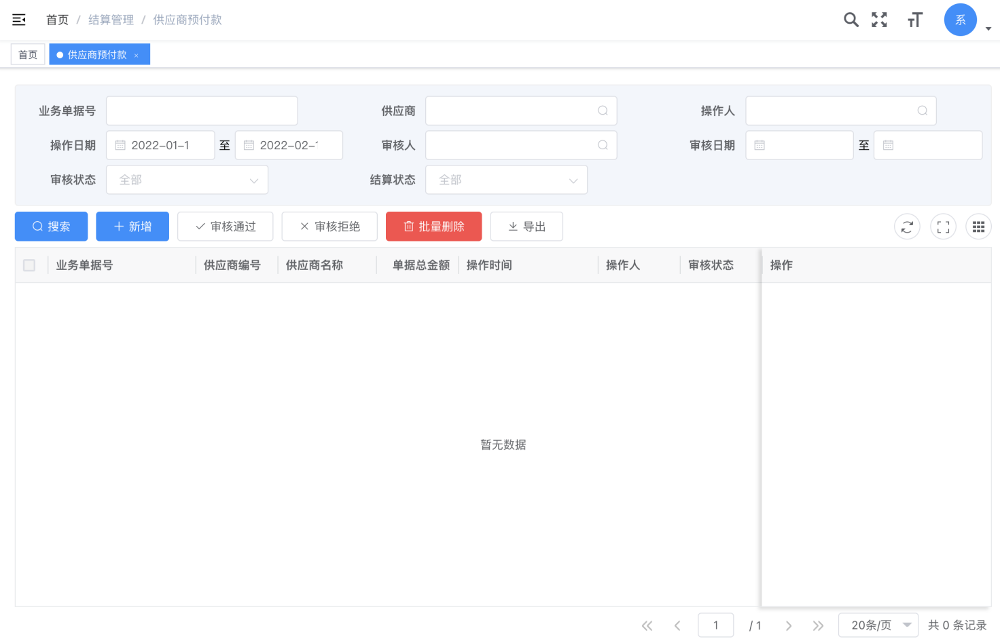 首页 / 结算管理 / 供应商预付款
系
首页
供应商预付款 ×
业务单据号
供应商
操作人
操作日期 2022-01-1 至 2022-02-
审核人
审核日期 至
审核状态 全部
结算状态 全部
搜索 新增 审核通过 审核拒绝 批量删除 导出
业务单据号 供应商编号 供应商名称 单据总金额 操作时间 操作人 审核状态 操作
暂无数据
1 / 1 20条/页 共 0 条记录